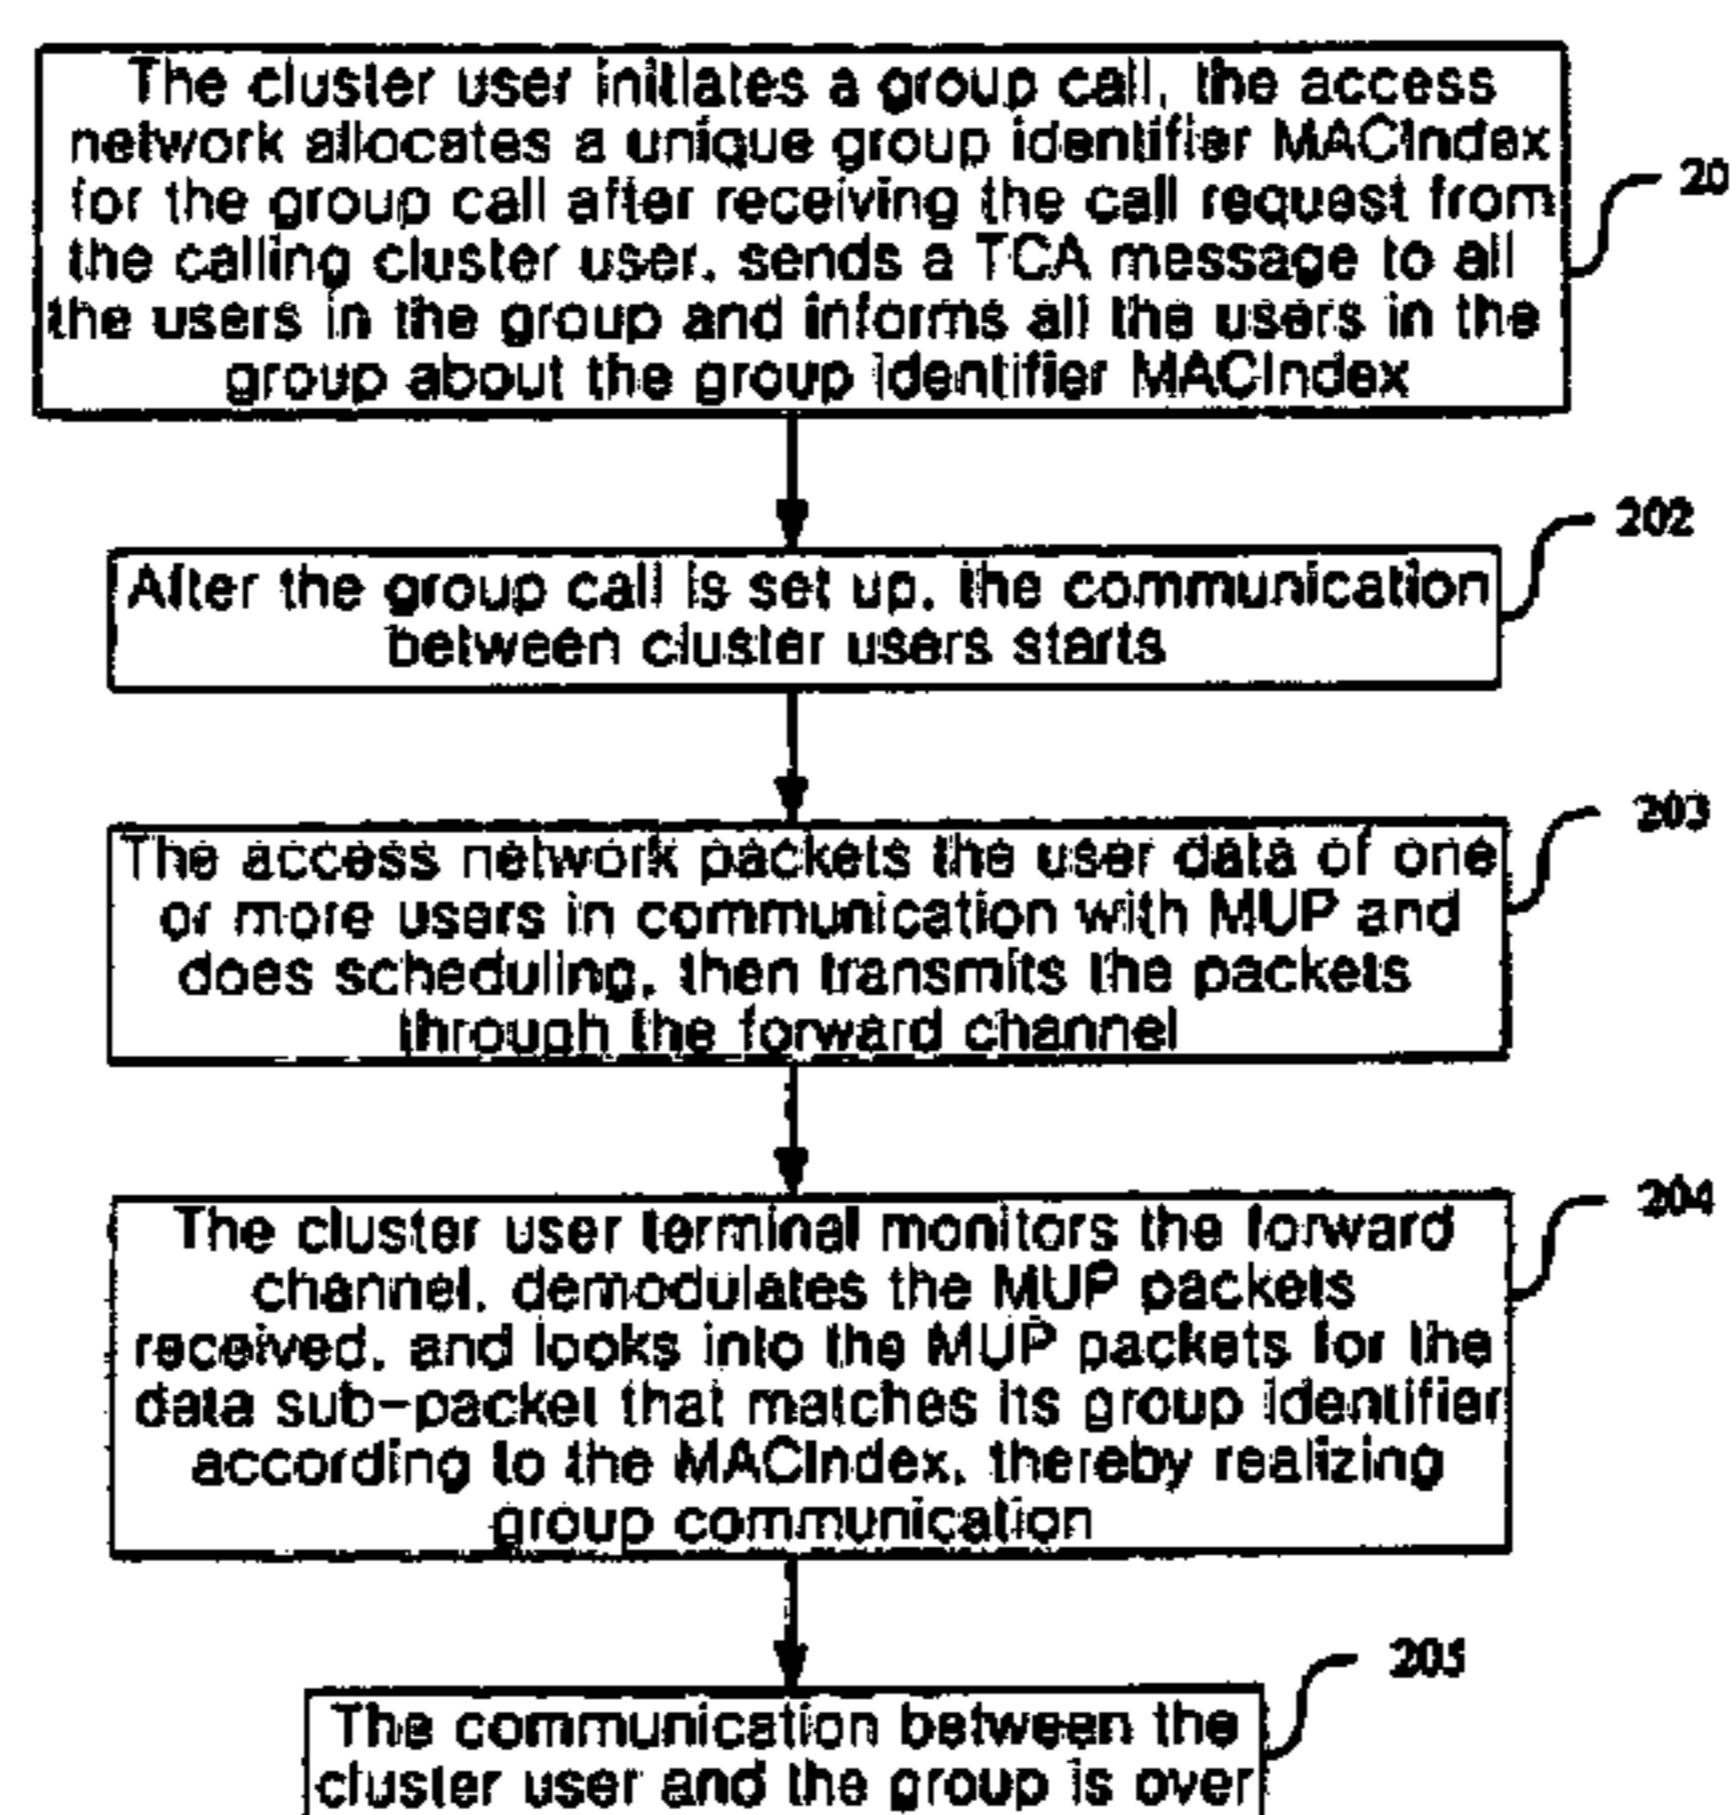 The cluster user initiates a group call, the access
network allocates a unique group identifier MACIndex
for the group call after receiving the call request from
the calling cluster user, sends a TCA message to all
the users in the group and informs all the users in the
group about the group identifier MACIndex
20
After the group call is set up, the communication
between cluster users starts
202
The access network packets the user data of one
or more users in communication with MUP and
does scheduling, then transmits the packets
through the forward channel
203
The cluster user terminal monitors the forward
channel, demodulates the MUP packets
received, and looks into the MUP packets for the
data sub-packet that matches its group identifier
according to the MACIndex, thereby realizing
group communication
204
The communication between the
cluster user and the group is over
205